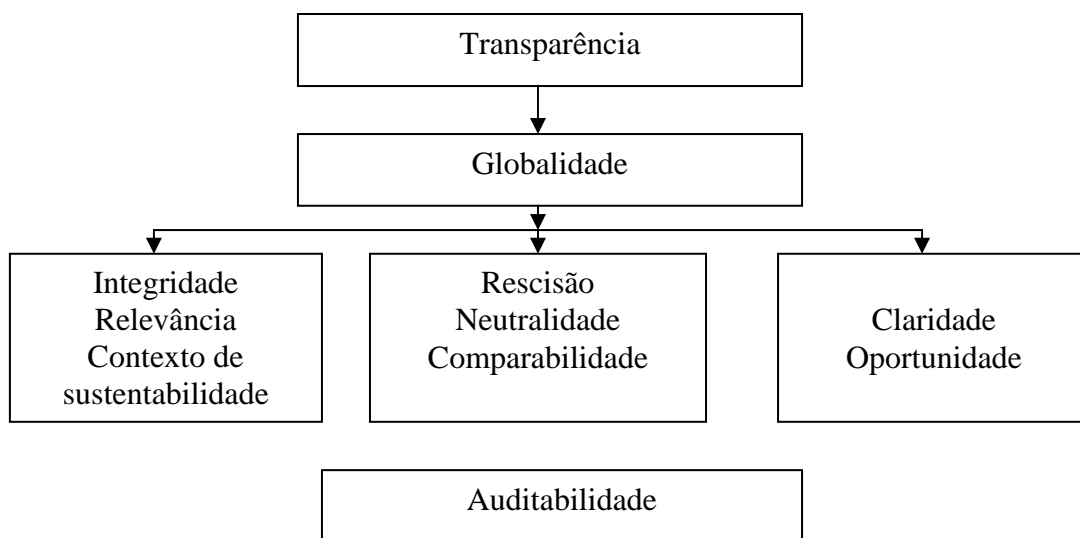 Transparência
Globalidade
Integridade
Relevância
Contexto de
sustentabilidade
Rescisão
Neutralidade
Comparabilidade
Claridade
Oportunidade
Auditabilidade